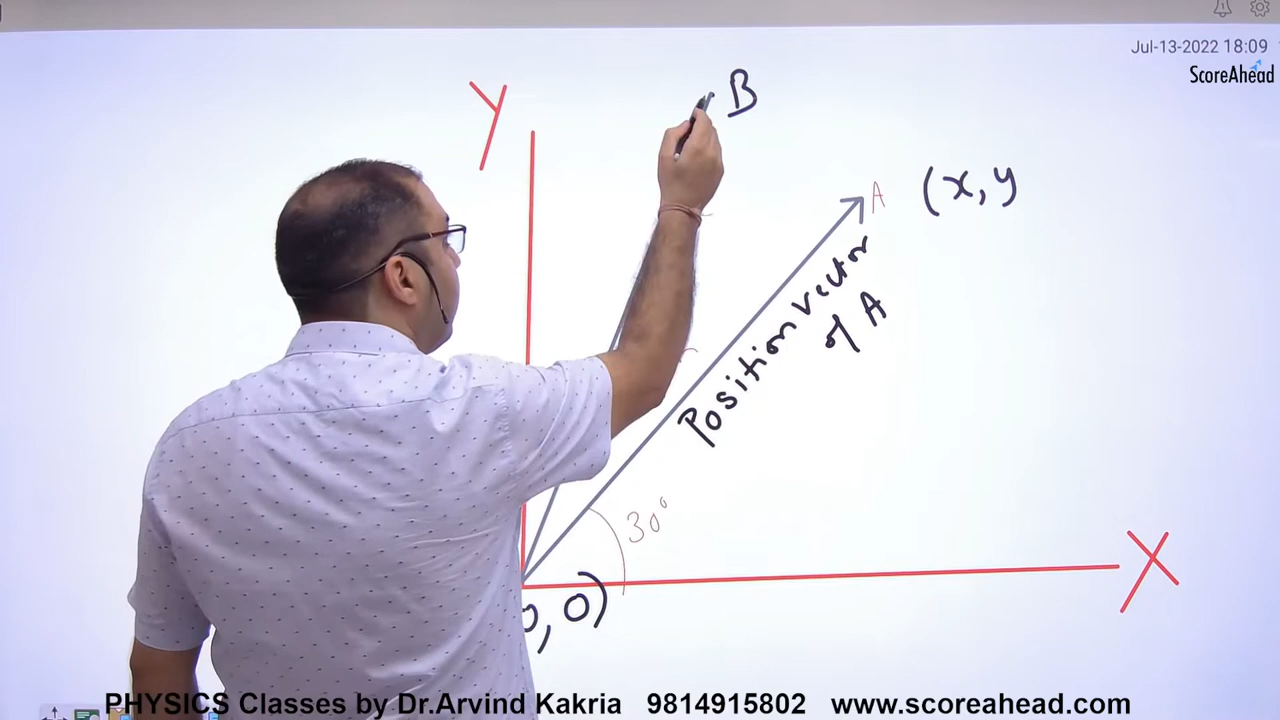 Jul-13-2022 18:09
ScoreAhead
Y
B
A
(x, y
Position vector
of A
30°
0, 0)
X
PHYSICS Classes by Dr.Arvind Kakria 9814915802 www.scoreahead.com